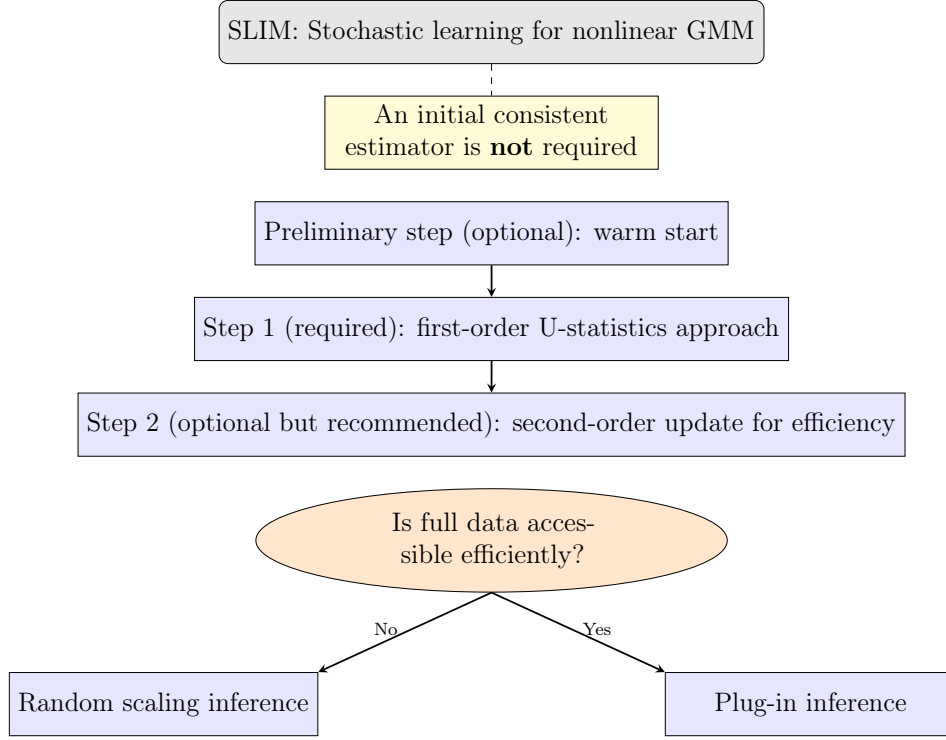 SLIM: Stochastic learning for nonlinear GMM
An initial consistent
estimator is not required
Preliminary step (optional): warm start
Step 1 (required): first-order U-statistics approach
Step 2 (optional but recommended): second-order update for efficiency
Is full data acces-
sible efficiently?
No
Yes
Random scaling inference
Plug-in inference